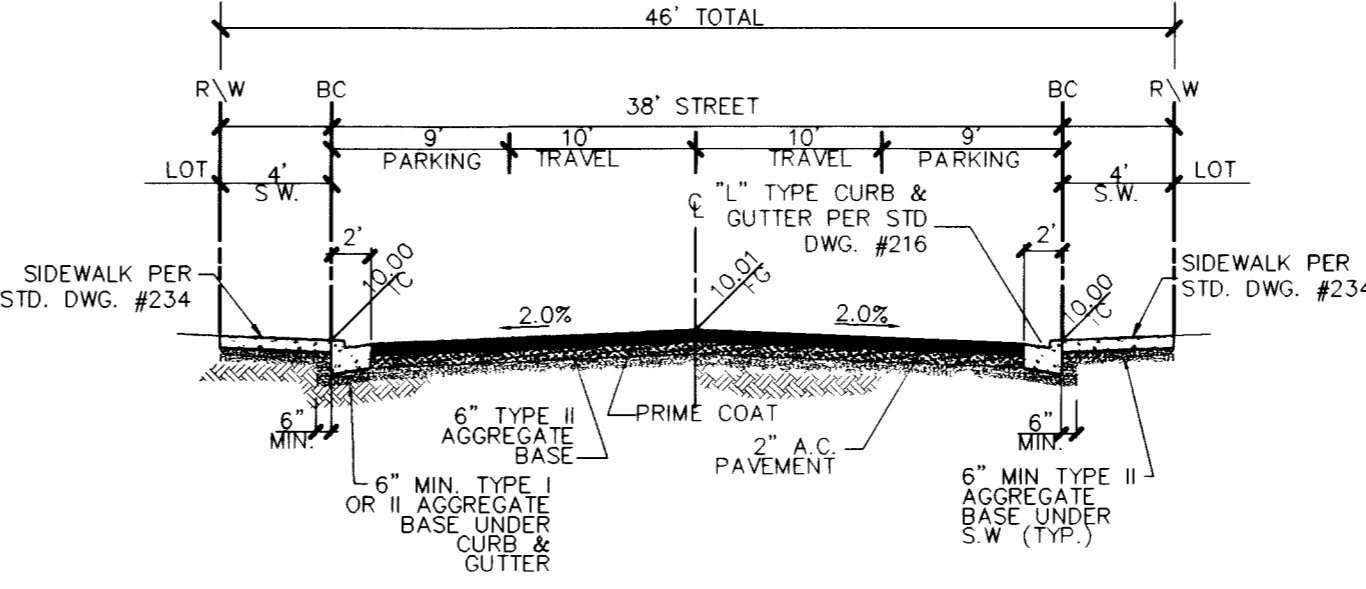 46' TOTAL
R\W
BC
BC
R\W
38' STREET
9'
10'
10'
9'
PARKING
TRAVEL
TRAVEL
PARKING
LOT
4'
S W.
4'
S.W.
LOT
℄
"L" TYPE CURB &
GUTTER PER STD
DWG. #216
2'
2'
SIDEWALK PER
STD. DWG. #234
10.00
TC
10.01
FG
10.00
TC
SIDEWALK PER
STD. DWG. #234
2.0%
2.0%
6"
MIN.
6" TYPE II
AGGREGATE
BASE
PRIME COAT
2" A.C.
PAVEMENT
6"
MIN.
6" MIN. TYPE I
OR II AGGREGATE
BASE UNDER
CURB &
GUTTER
6" MIN TYPE II
AGGREGATE
BASE UNDER
S.W (TYP.)